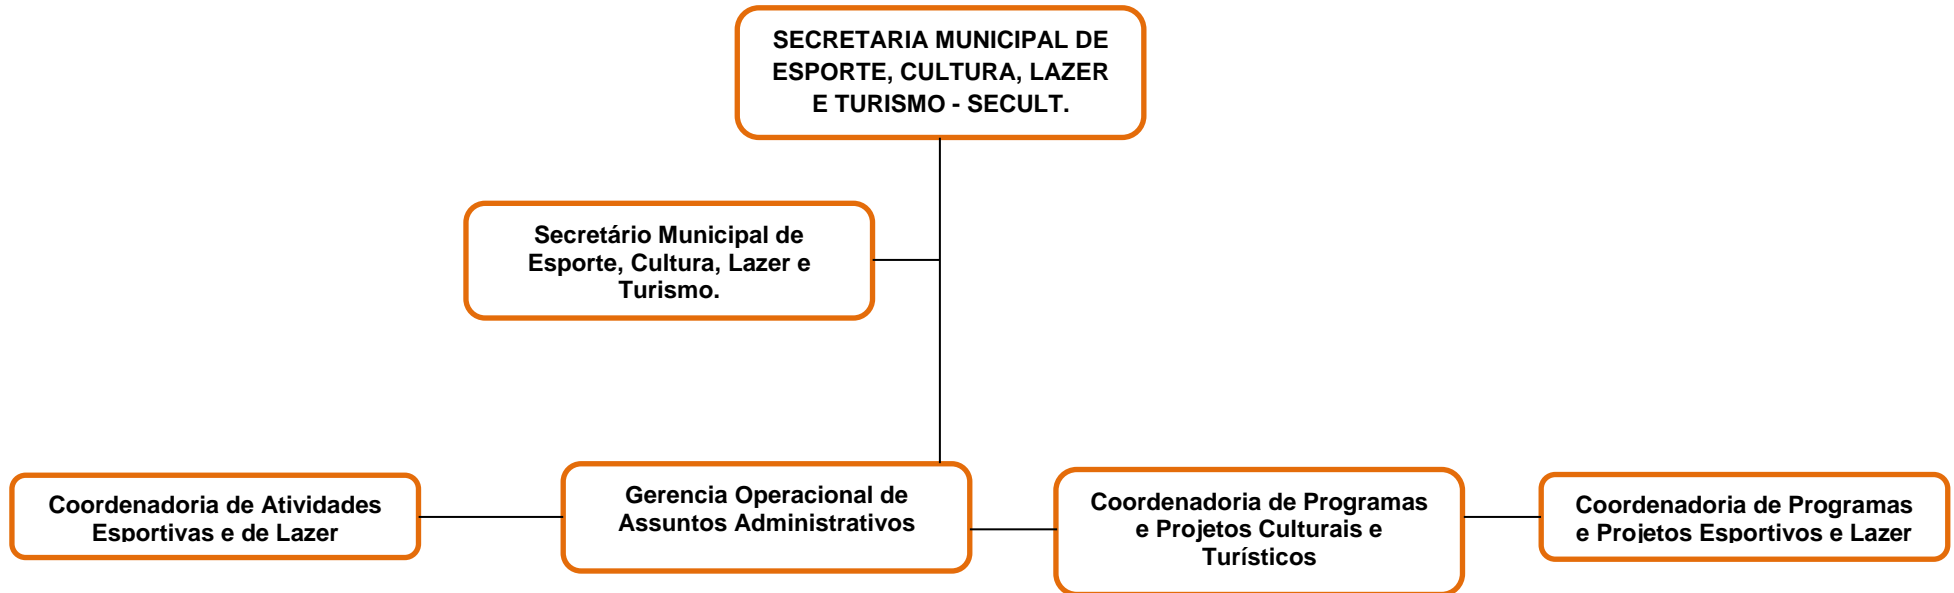 SECRETARIA MUNICIPAL DE
ESPORTE, CULTURA, LAZER
E TURISMO - SECULT.
Secretário Municipal de
Esporte, Cultura, Lazer e
Turismo.
Coordenadoria de Atividades
Esportivas e de Lazer
Gerencia Operacional de
Assuntos Administrativos
Coordenadoria de Programas
e Projetos Culturais e
Turísticos
Coordenadoria de Programas
e Projetos Esportivos e Lazer